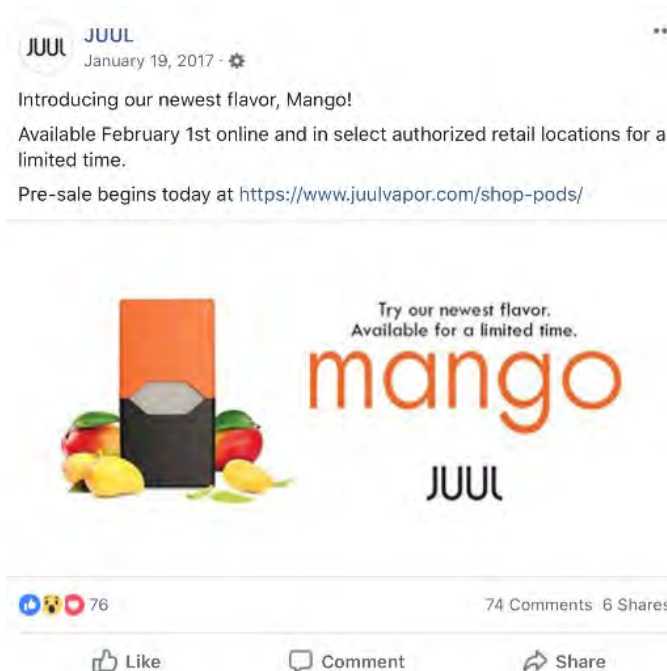 JUUL
JUUL
January 19, 2017 ·
Introducing our newest flavor, Mango!
Available February 1st online and in select authorized retail locations for a
limited time.
Pre-sale begins today at https://www.juulvapor.com/shop-pods/
Try our newest flavor.
Available for a limited time.
mango
JUUL
76
74 Comments 6 Shares
Like Comment Share